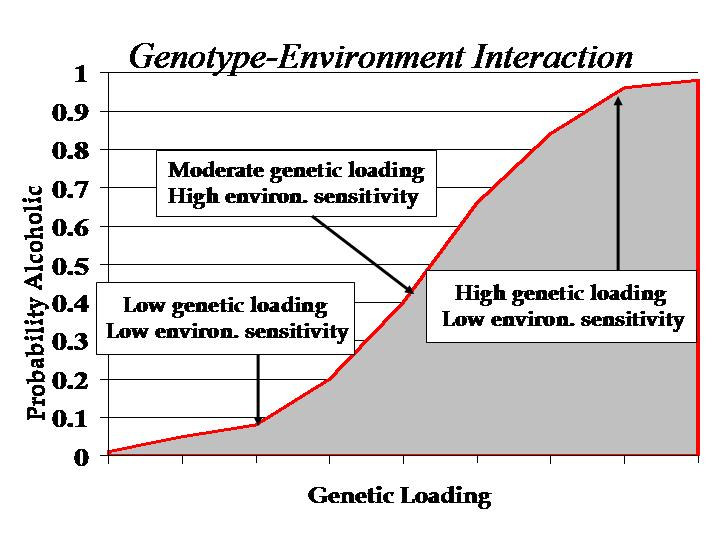 Genotype-Environment Interaction
1
0.9
0.8
0.7
0.6
0.5
0.4
0.3
0.2
0.1
0
Probability Alcoholic
Moderate genetic loading
High environ. sensitivity
Low genetic loading
Low environ. sensitivity
High genetic loading
Low environ. sensitivity
Genetic Loading